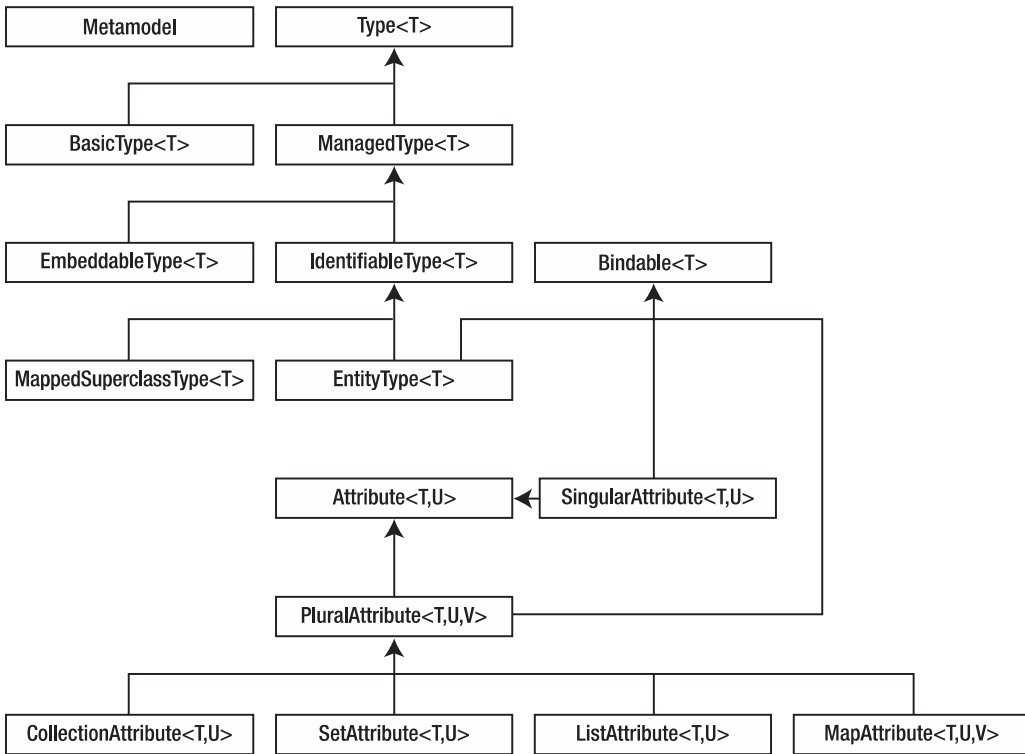 Metamodel
Type<T>
BasicType<T>
ManagedType<T>
EmbeddableType<T>
IdentifiableType<T>
Bindable<T>
MappedSuperclassType<T>
EntityType<T>
Attribute<T,U>
SingularAttribute<T,U>
PluralAttribute<T,U,V>
CollectionAttribute<T,U>
SetAttribute<T,U>
ListAttribute<T,U>
MapAttribute<T,U,V>